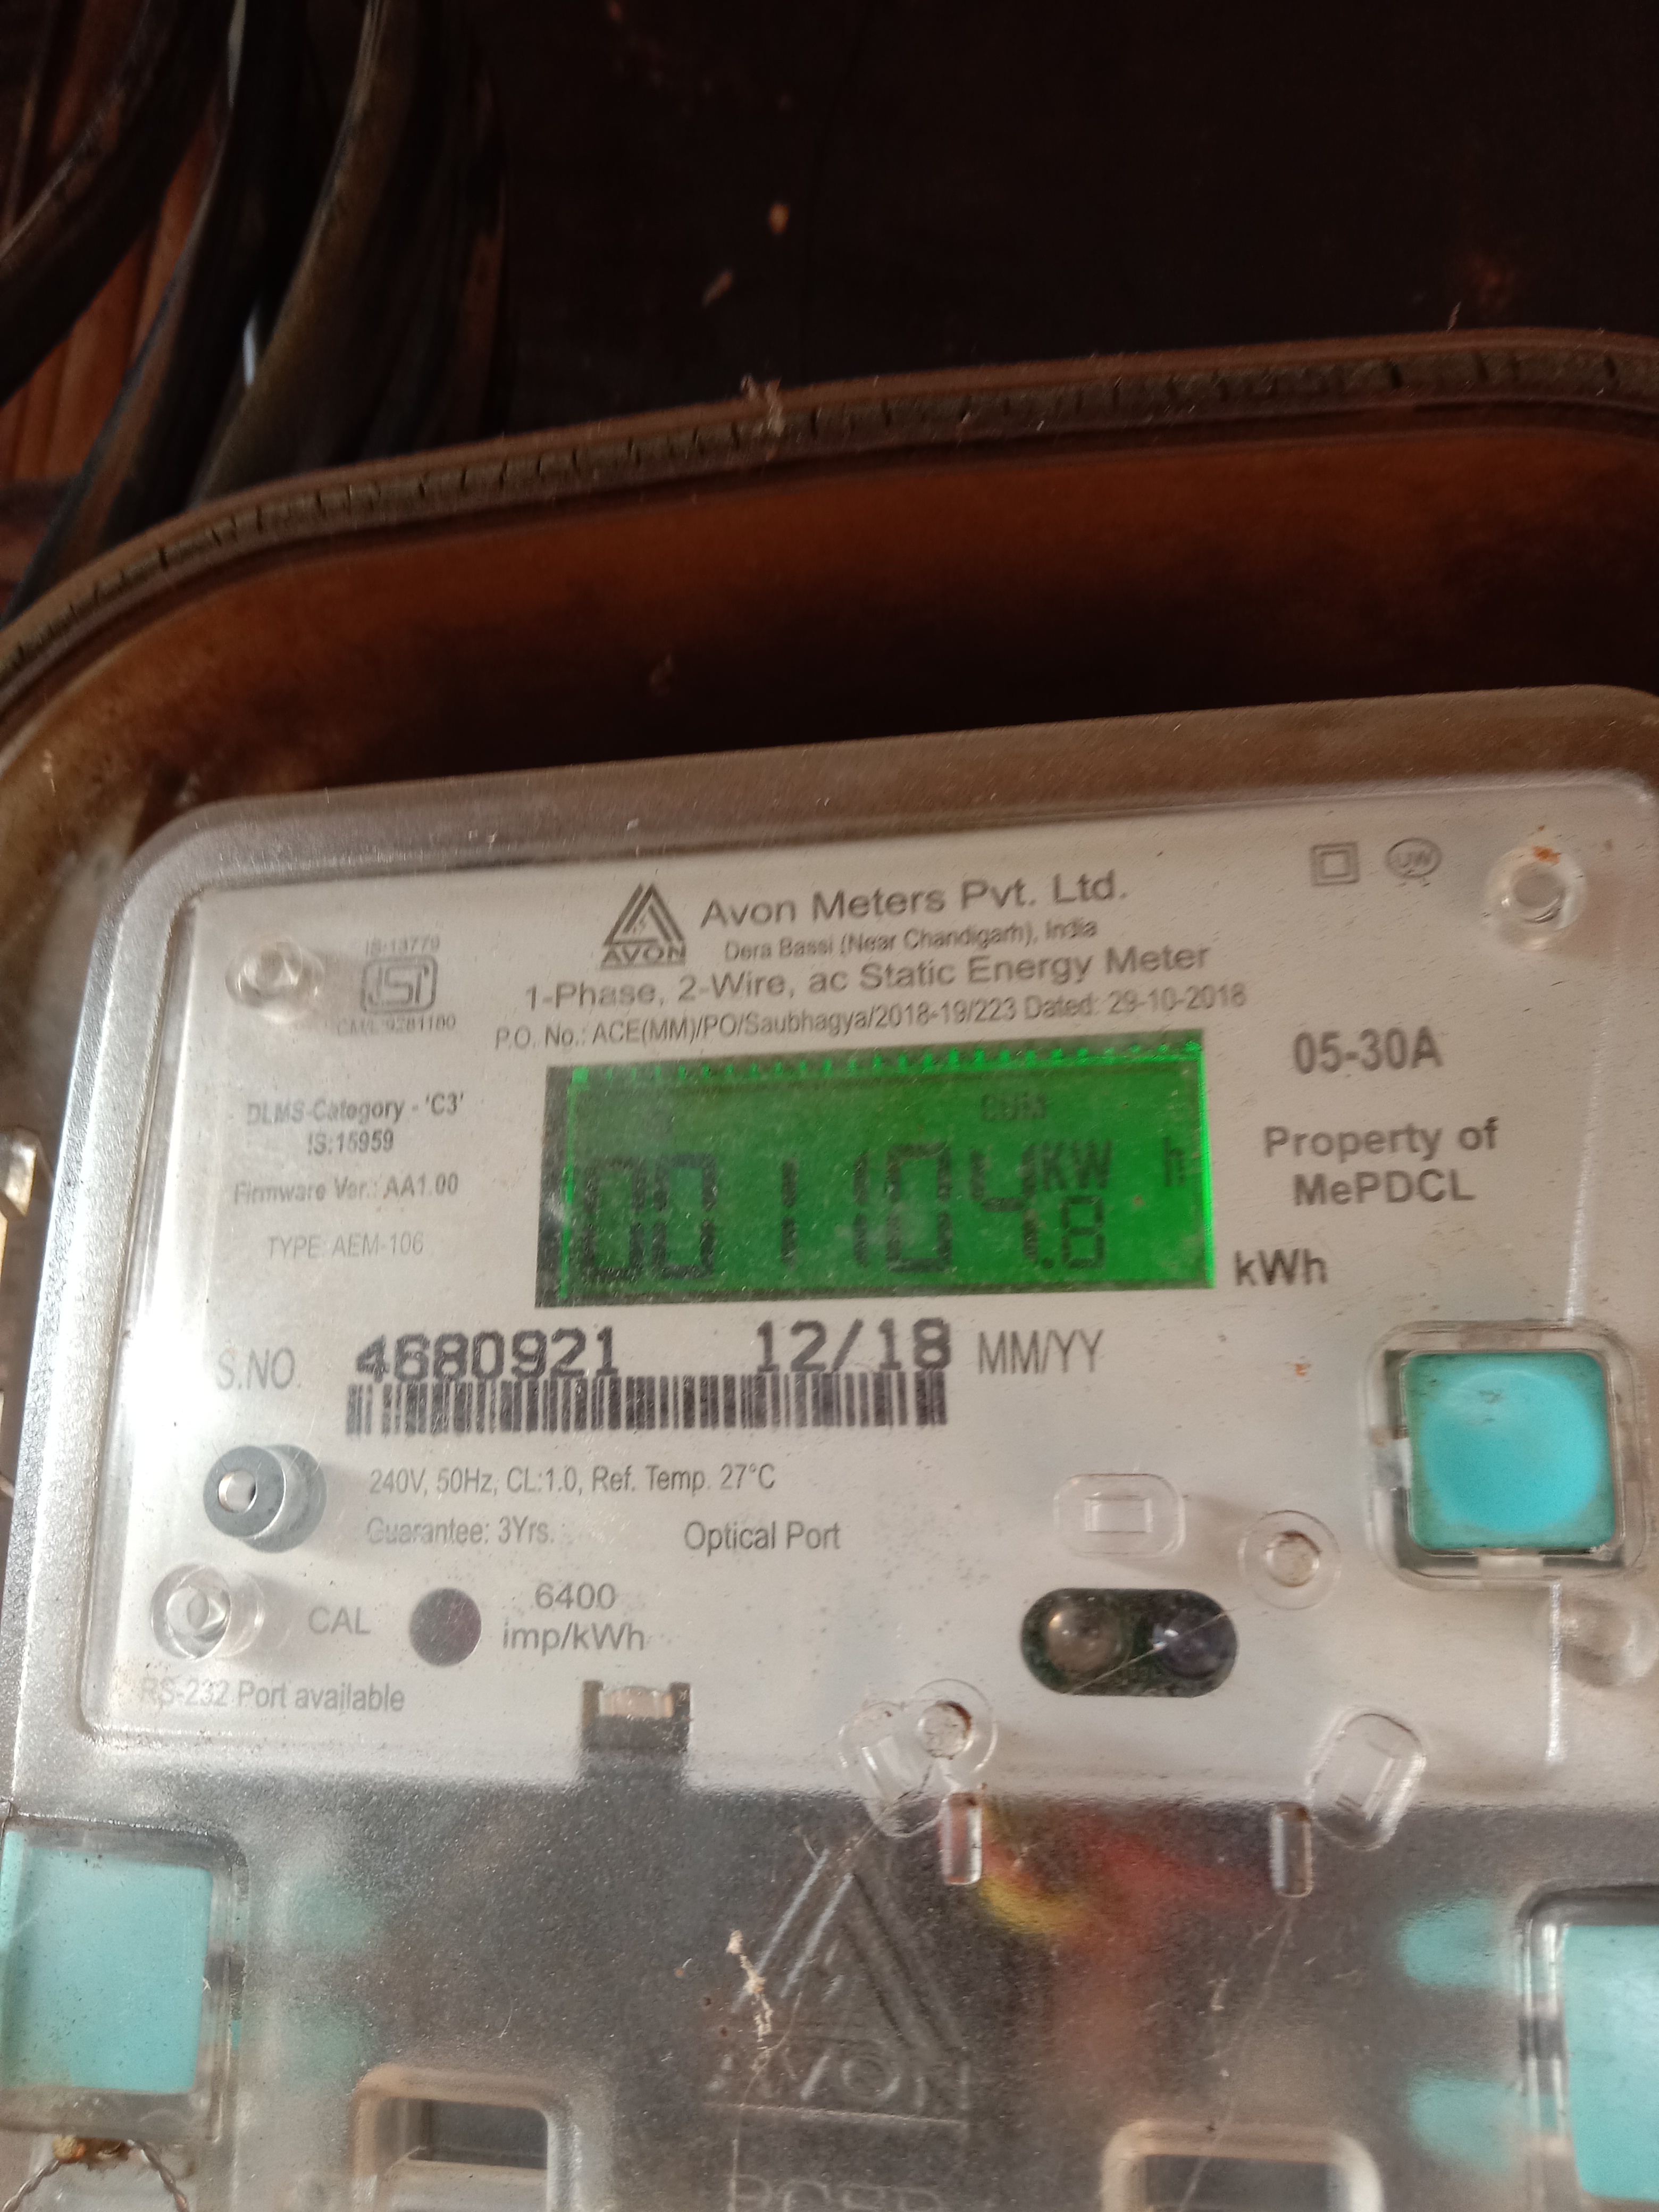 AVON
Avon Meters Pvt. Ltd.
Dera Bassi (Near Chandigarh), India
1-Phase, 2-Wire, ac Static Energy Meter
P.O. No.: ACE(MM)/PO/Saubhagya/2018-19/223 Dated: 29-10-2018
UW
IS:13779
ISI
CM/L-9281180
05-30A
DLMS-Category - 'C3'
IS:15959
Firmware Ver.: AA1.00
TYPE: AEM-106
CUM
001104.8 KW h
kWh
Property of
MePDCL
S.NO. 4680921 12/18 MM/YY
240V, 50Hz, CL:1.0, Ref. Temp. 27°C
Guarantee: 3Yrs. Optical Port
CAL
6400
imp/kWh
RS-232 Port available
AVON